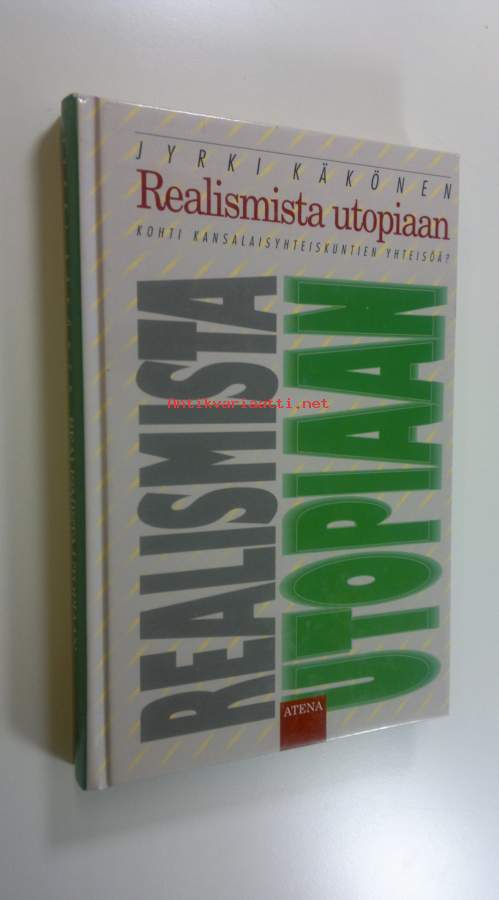 JYRKI KÄKÖNEN
Realismista utopiaan
KOHTI KANSALAISYHTEISKUNTIEN YHTEISÖÄ?
REALISMISTA
UTOPIAAN
Antikvariaatti.net
ATENA